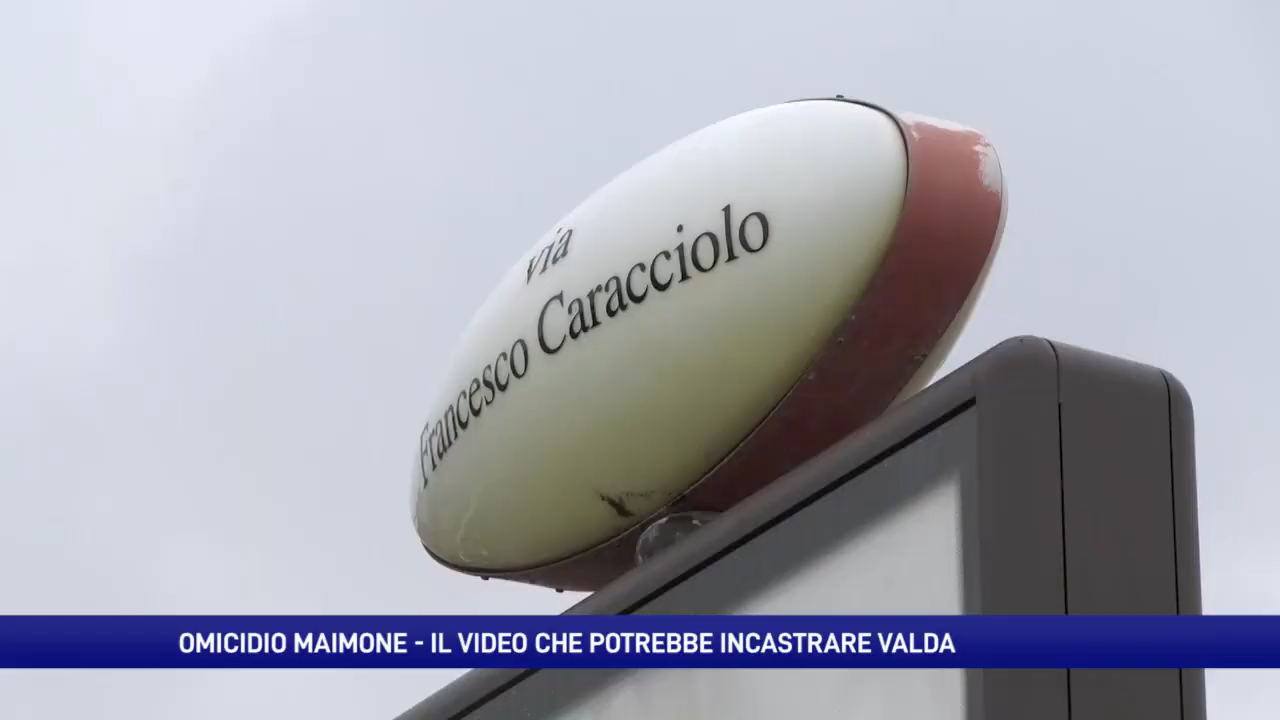 via
Francesco Caracciolo
OMICIDIO MAIMONE - IL VIDEO CHE POTREBBE INCASTRARE VALDA